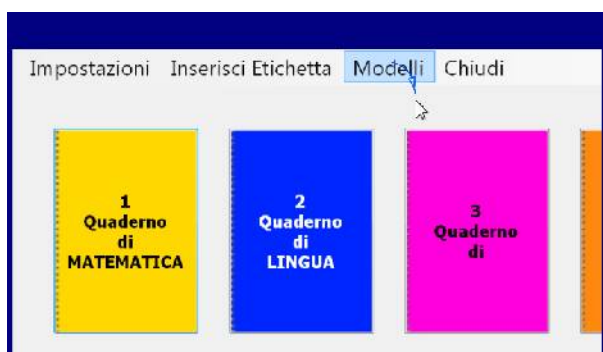 Impostazioni Inserisci Etichetta Modelli Chiudi
1
Quaderno
di
MATEMATICA
2
Quaderno
di
LINGUA
3
Quaderno
di